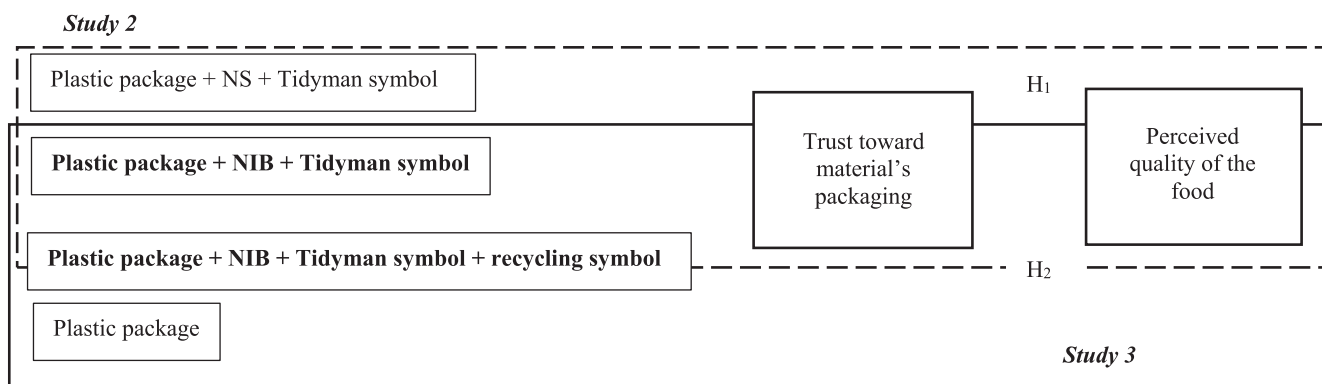 Study 2
Plastic package + NS + Tidyman symbol
H1
Plastic package + NIB + Tidyman symbol
Trust toward
material's
packaging
Perceived
quality of the
food
Plastic package + NIB + Tidyman symbol + recycling symbol
H2
Plastic package
Study 3